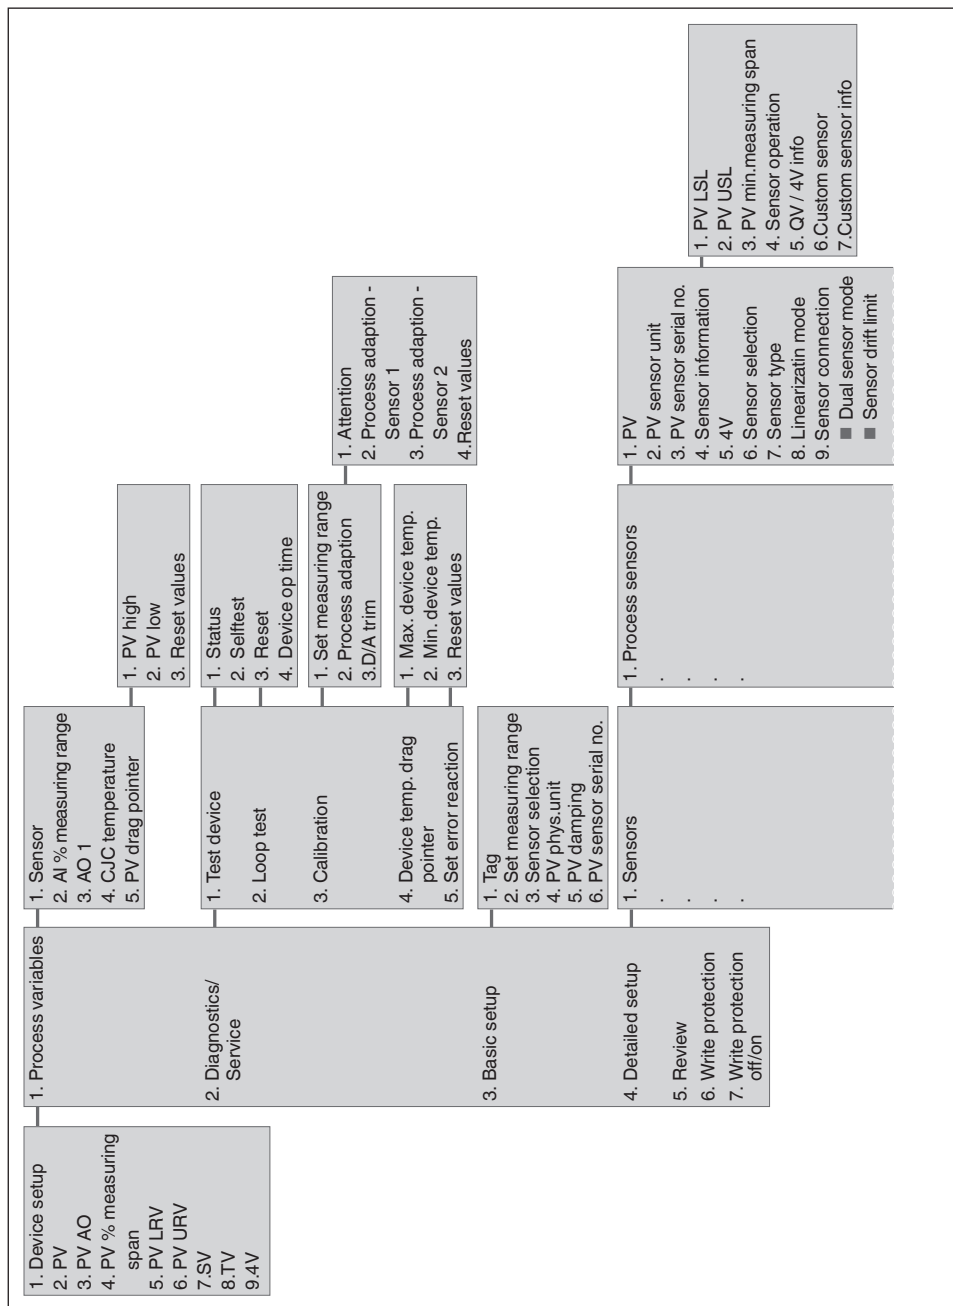 1. Device setup
2. PV
3. PV AO
4. PV % measuring
span
5. PV LRV
6. PV URV
7.SV
8.TV
9.4V
1. Process variables
2. Diagnostics/
Service
3. Basic setup
4. Detailed setup
5. Review
6. Write protection
7. Write protection
off/on
1. Sensor
2. AI % measuring range
3. AO 1
4. CJC temperature
5. PV drag pointer
1. PV high
2. PV low
3. Reset values
1. Test device
2. Loop test
3. Calibration
4. Device temp. drag
pointer
5. Set error reaction
1. Status
2. Selftest
3. Reset
4. Device op time
1. Set measuring range
2. Process adaption
3.D/A trim
1. Attention
2. Process adaption -
Sensor 1
3. Process adaption -
Sensor 2
4.Reset values
1. Max. device temp.
2. Min. device temp.
3. Reset values
1. Tag
2. Set measuring range
3. Sensor selection
4. PV phys.unit
5. PV damping
6. PV sensor serial no.
1. Sensors
.
.
.
.
1. Process sensors
.
.
.
.
1. PV
2. PV sensor unit
3. PV sensor serial no.
4. Sensor information
5. 4V
6. Sensor selection
7. Sensor type
8. Linearizatin mode
9. Sensor connection
■ Dual sensor mode
■ Sensor drift limit
1. PV LSL
2. PV USL
3. PV min.measuring span
4. Sensor operation
5. QV / 4V info
6.Custom sensor
7.Custom sensor info